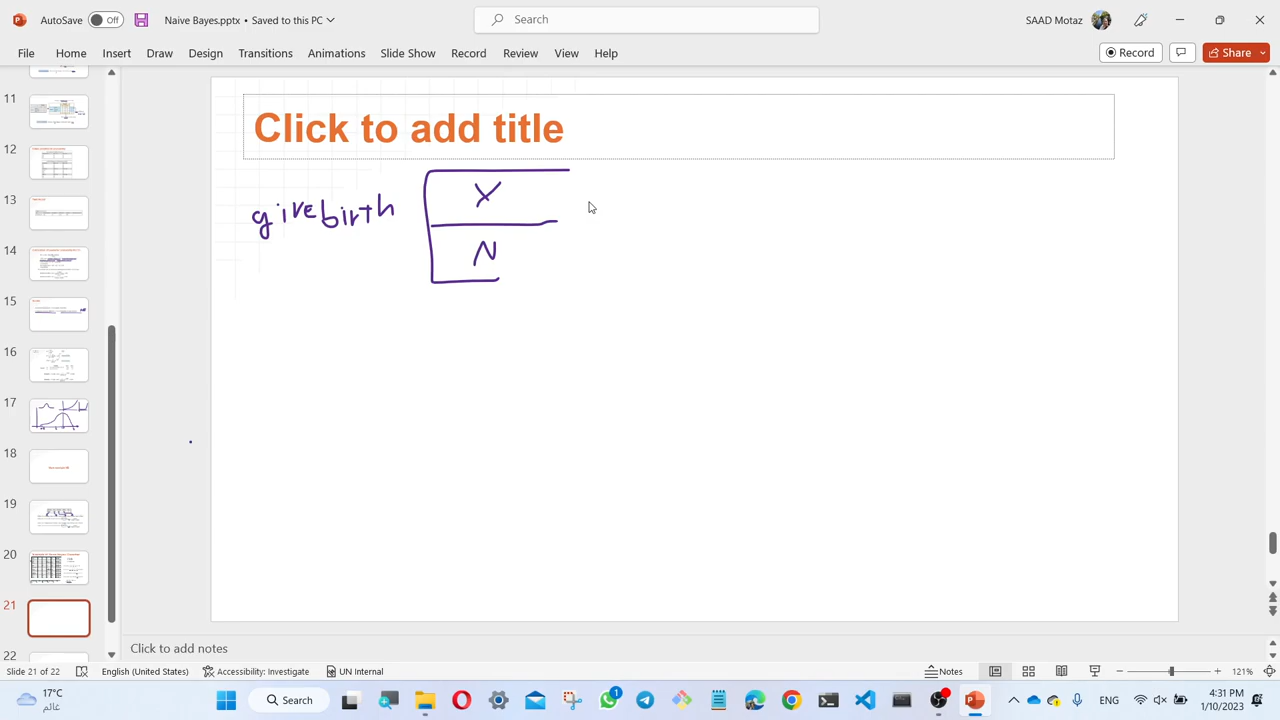 AutoSave Off Naive Bayes.pptx • Saved to this PC Search SAAD Motaz
File Home Insert Draw Design Transitions Animations Slide Show Record Review View Help Record Share
11
12
13
14
15
16
17
18
19
20
21
22
Click to add title
give birth
Y
N
Click to add notes
Slide 21 of 22 English (United States) Accessibility: Investigate UN Internal Notes 121%
17°C
غائم
Search
1
ENG
4:31 PM
1/10/2023